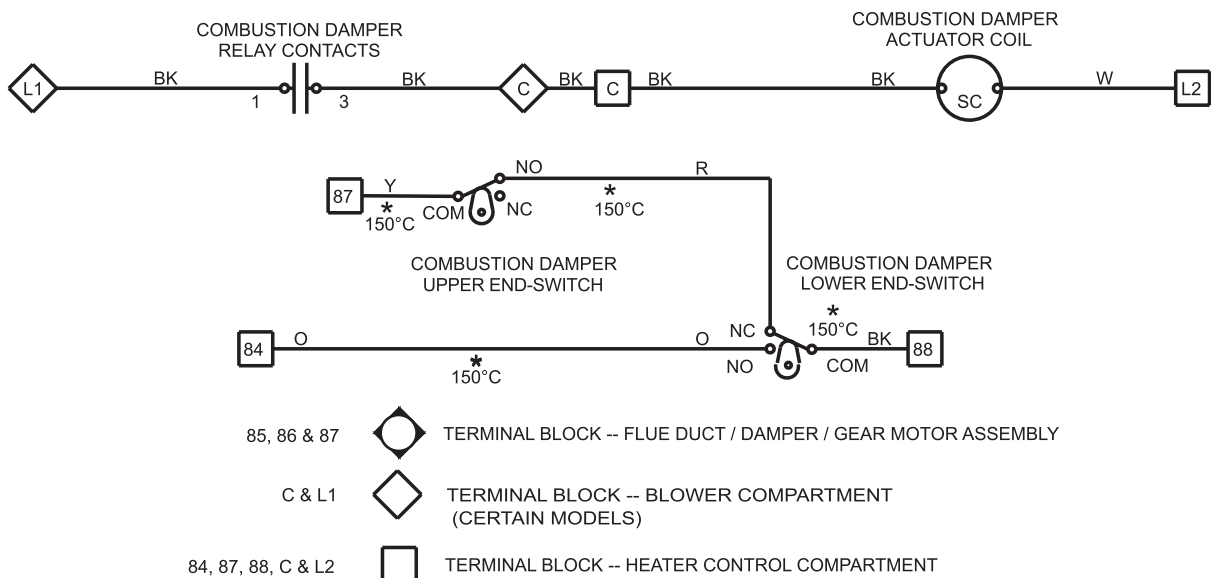 COMBUSTION DAMPER
RELAY CONTACTS
COMBUSTION DAMPER
ACTUATOR COIL
L1 BK 1 3 BK C BK C BK BK SC W L2
87 Y COM NO NC R
* 150°C
* 150°C
COMBUSTION DAMPER
UPPER END-SWITCH
COMBUSTION DAMPER
LOWER END-SWITCH
* 150°C
NC
84 O O NO COM BK 88
* 150°C
85, 86 & 87 TERMINAL BLOCK -- FLUE DUCT / DAMPER / GEAR MOTOR ASSEMBLY
C & L1 TERMINAL BLOCK -- BLOWER COMPARTMENT
(CERTAIN MODELS)
84, 87, 88, C & L2 TERMINAL BLOCK -- HEATER CONTROL COMPARTMENT